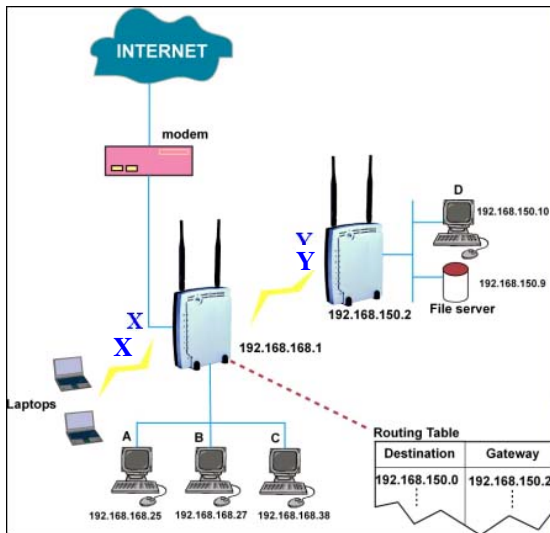 INTERNET
modem
D
192.168.150.10
Y
Y
192.168.150.9
File server
192.168.150.2
X
X
192.168.168.1
Laptops
A B C
192.168.168.25 192.168.168.27 192.168.168.38
Routing Table
Destination Gateway
192.168.150.0 192.168.150.2